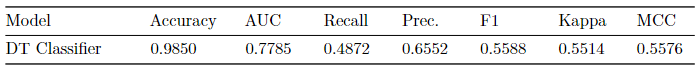 Model Accuracy AUC Recall Prec. F1 Kappa MCC
DT Classifier 0.9850 0.7785 0.4872 0.6552 0.5588 0.5514 0.5576